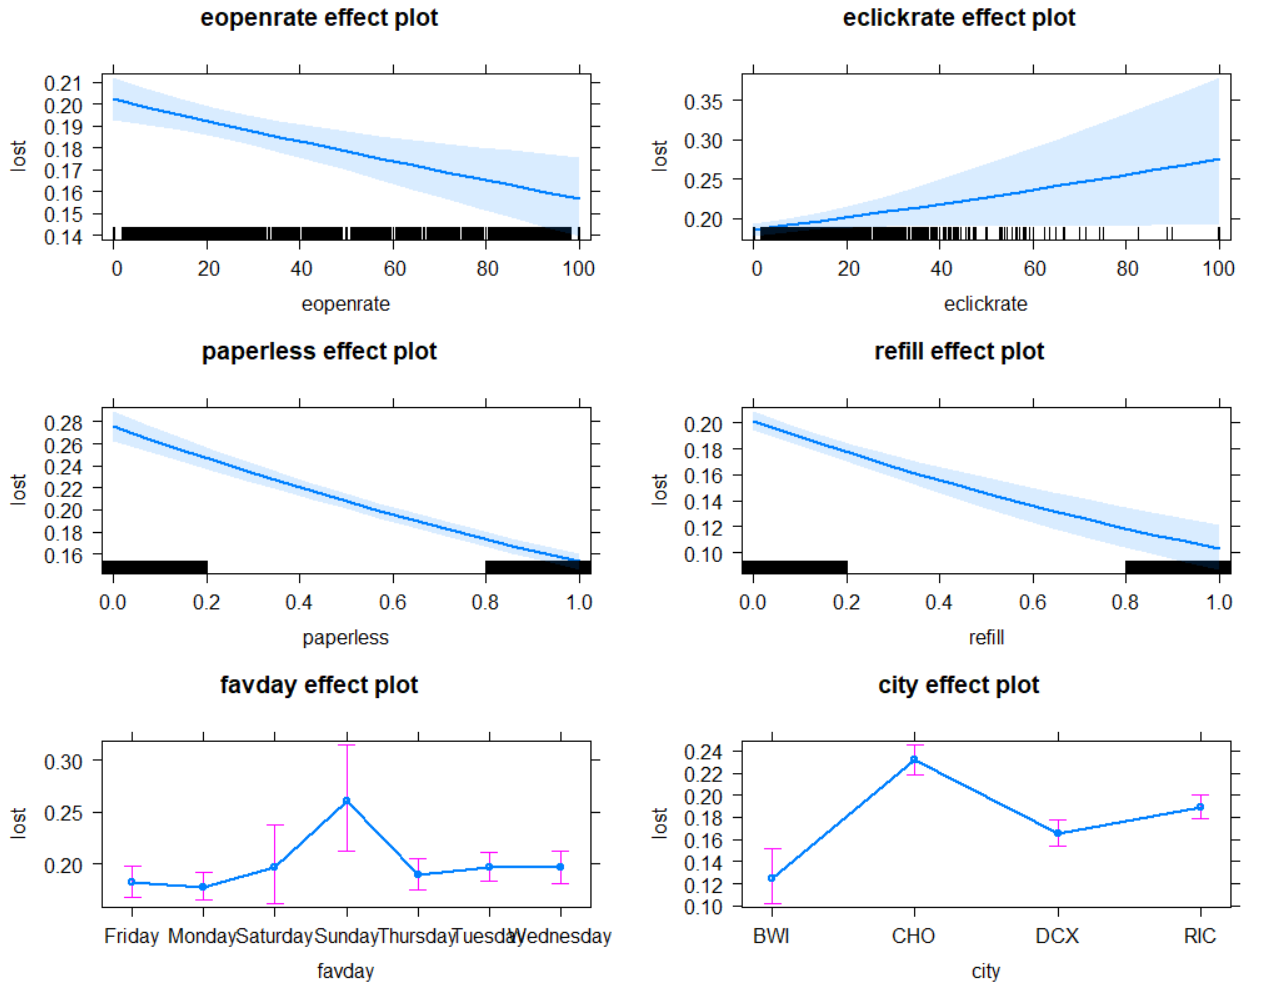 eopenrate effect plot
lost
0.21
0.20
0.19
0.18
0.17
0.16
0.15
0.14
0 20 40 60 80 100
eopenrate
eclickrate effect plot
lost
0.35
0.30
0.25
0.20
0 20 40 60 80 100
eclickrate
paperless effect plot
lost
0.28
0.26
0.24
0.22
0.20
0.18
0.16
0.0 0.2 0.4 0.6 0.8 1.0
paperless
refill effect plot
lost
0.20
0.18
0.16
0.14
0.12
0.10
0.0 0.2 0.4 0.6 0.8 1.0
refill
favday effect plot
lost
0.30
0.25
0.20
Friday Monday Saturday Sunday Thursday Tuesday Wednesday
favday
city effect plot
lost
0.24
0.22
0.20
0.18
0.16
0.14
0.12
0.10
BWI CHO DCX RIC
city